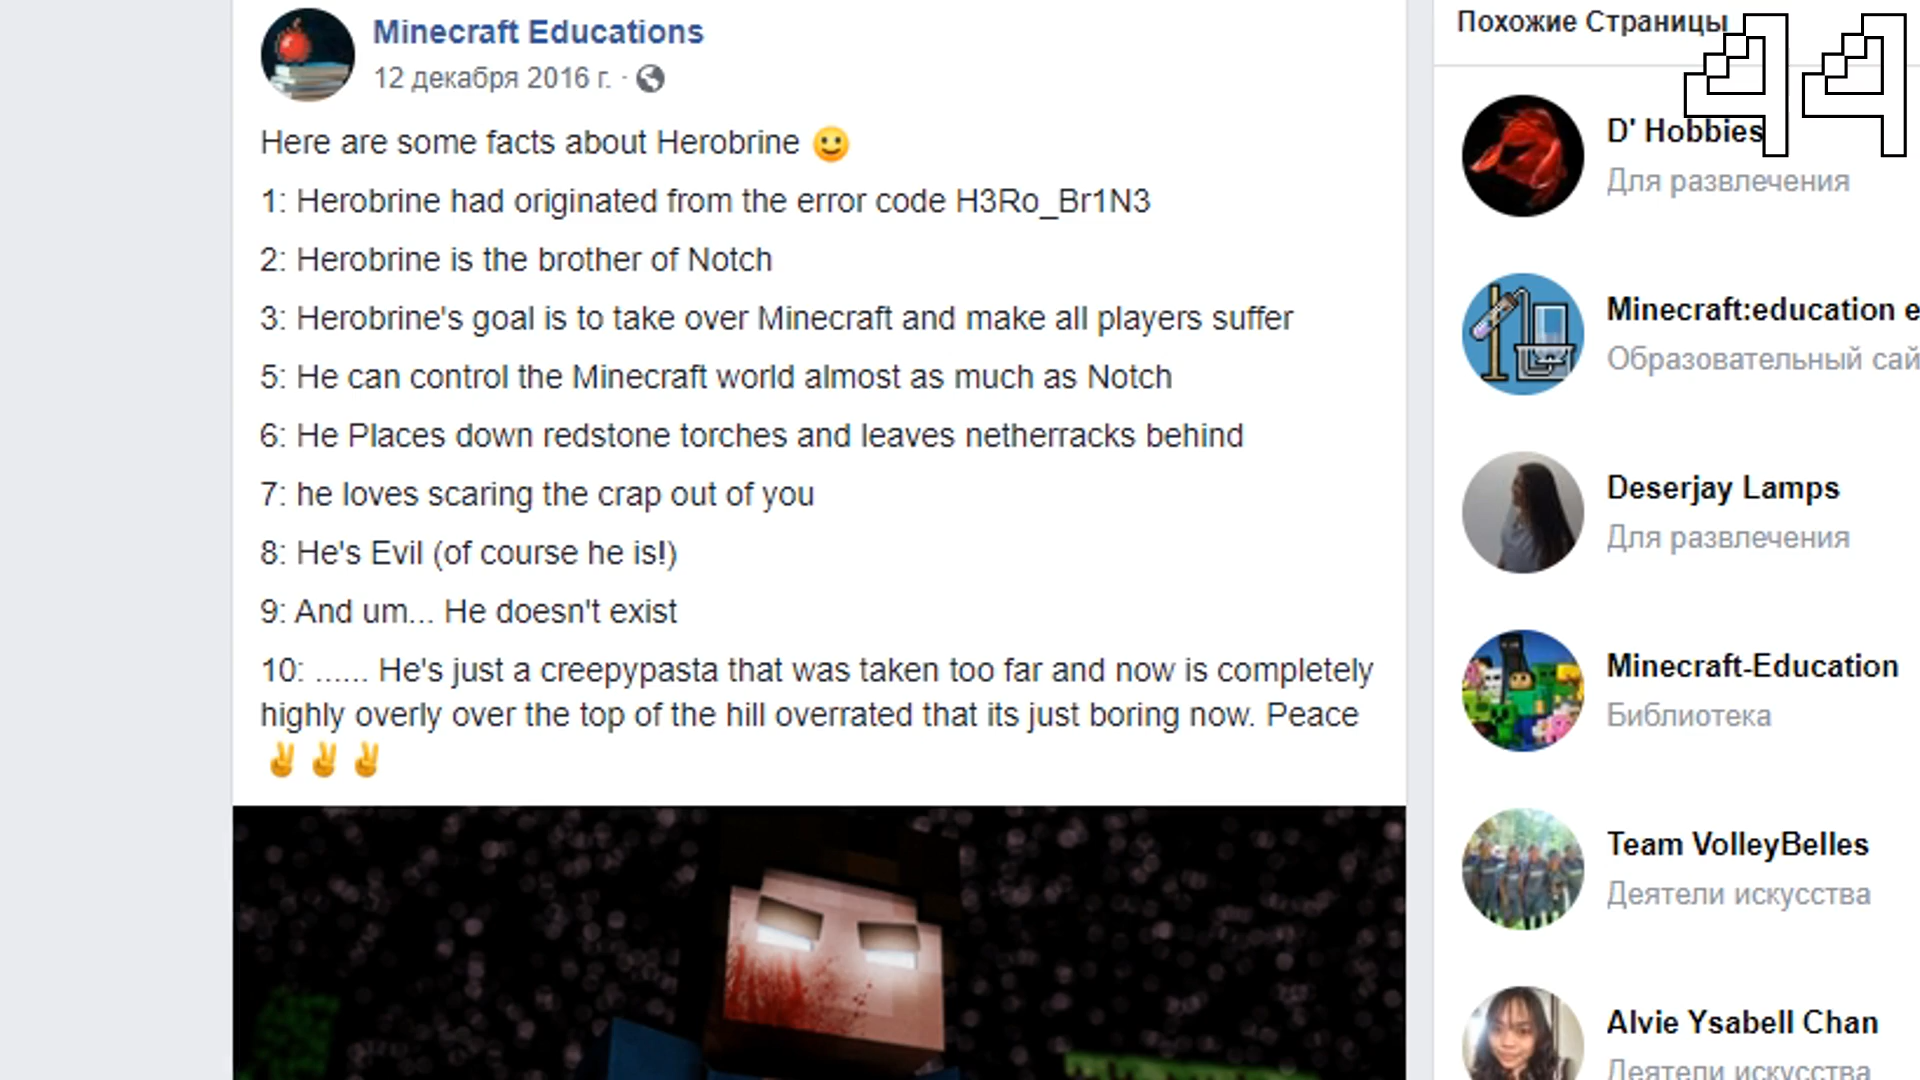 Minecraft Educations
12 декабря 2016 г. ·
Here are some facts about Herobrine 🙂
1: Herobrine had originated from the error code H3Ro_Br1N3
2: Herobrine is the brother of Notch
3: Herobrine's goal is to take over Minecraft and make all players suffer
5: He can control the Minecraft world almost as much as Notch
6: He Places down redstone torches and leaves netherracks behind
7: he loves scaring the crap out of you
8: He's Evil (of course he is!)
9: And um... He doesn't exist
10: ...... He's just a creepypasta that was taken too far and now is completely
highly overly over the top of the hill overrated that its just boring now. Peace
✌✌✌
Похожие Страницы
44
D' Hobbies
Для развлечения
Minecraft:education e
Образовательный сай
Deserjay Lamps
Для развлечения
Minecraft-Education
Библиотека
Team VolleyBelles
Деятели искусства
Alvie Ysabell Chan
Деятели искусства